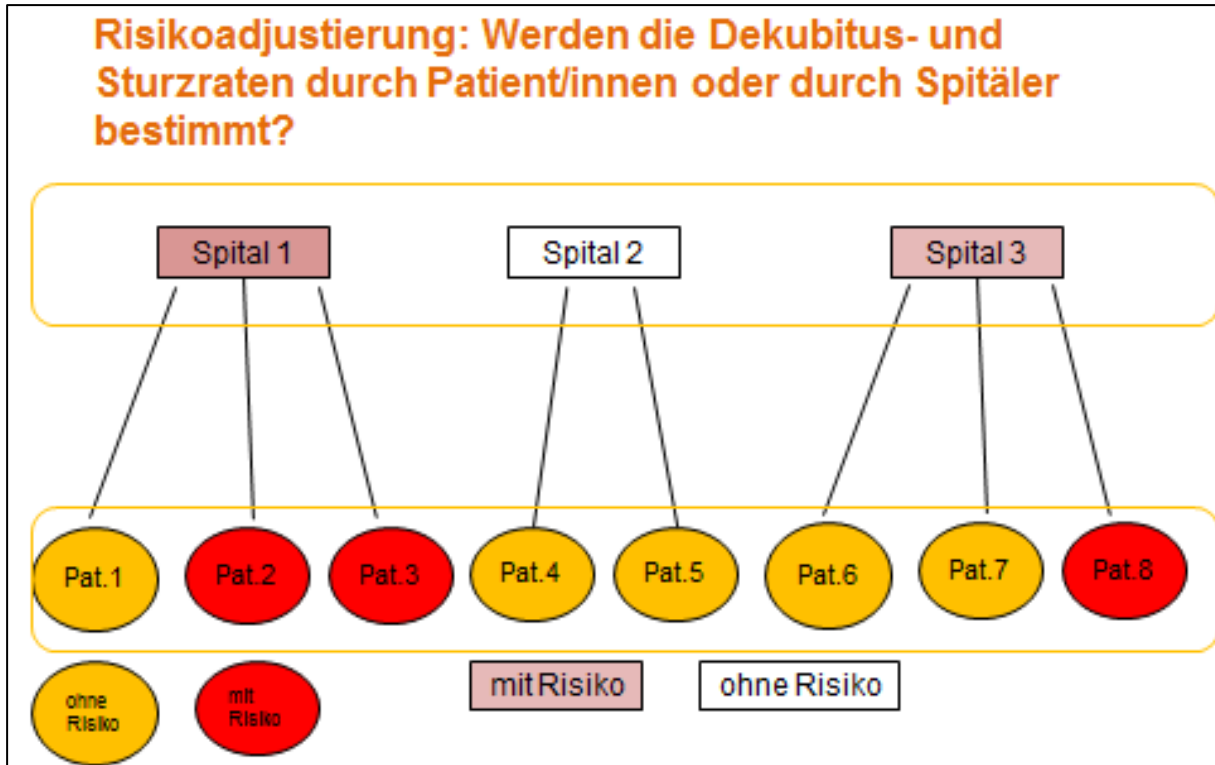 Risikoadjustierung: Werden die Dekubitus- und
Sturzraten durch Patient/innen oder durch Spitäler
bestimmt?
Spital 1
Spital 2
Spital 3
Pat.1
Pat.2
Pat.3
Pat.4
Pat.5
Pat.6
Pat.7
Pat.8
ohne
Risiko
mit
Risiko
mit Risiko
ohne Risiko